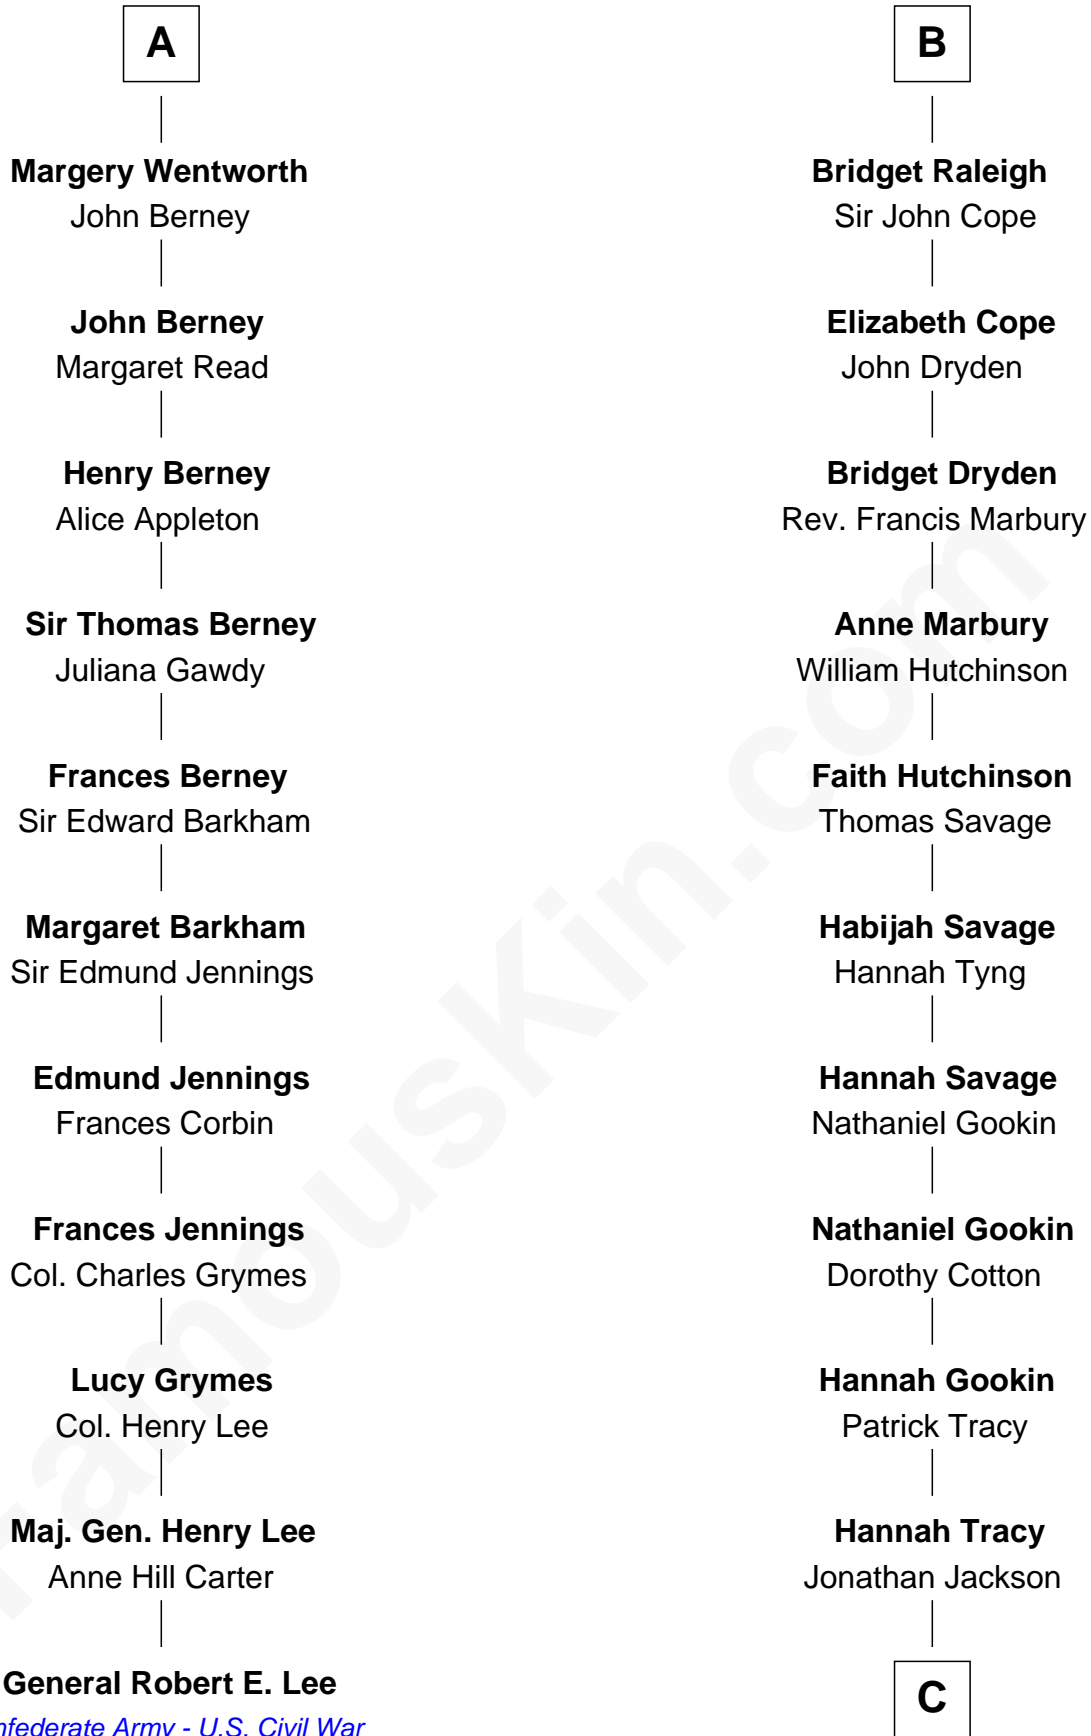 A
Margery Wentworth
John Berney
John Berney
Margaret Read
Henry Berney
Alice Appleton
Sir Thomas Berney
Juliana Gawdy
Frances Berney
Sir Edward Barkham
Margaret Barkham
Sir Edmund Jennings
Edmund Jennings
Frances Corbin
Frances Jennings
Col. Charles Grymes
Lucy Grymes
Col. Henry Lee
Maj. Gen. Henry Lee
Anne Hill Carter
General Robert E. Lee
nfederate Army - U.S. Civil War
B
Bridget Raleigh
Sir John Cope
Elizabeth Cope
John Dryden
Bridget Dryden
Rev. Francis Marbury
Anne Marbury
William Hutchinson
Faith Hutchinson
Thomas Savage
Habijah Savage
Hannah Tyng
Hannah Savage
Nathaniel Gookin
Nathaniel Gookin
Dorothy Cotton
Hannah Gookin
Patrick Tracy
Hannah Tracy
Jonathan Jackson
C
FamousKin.com